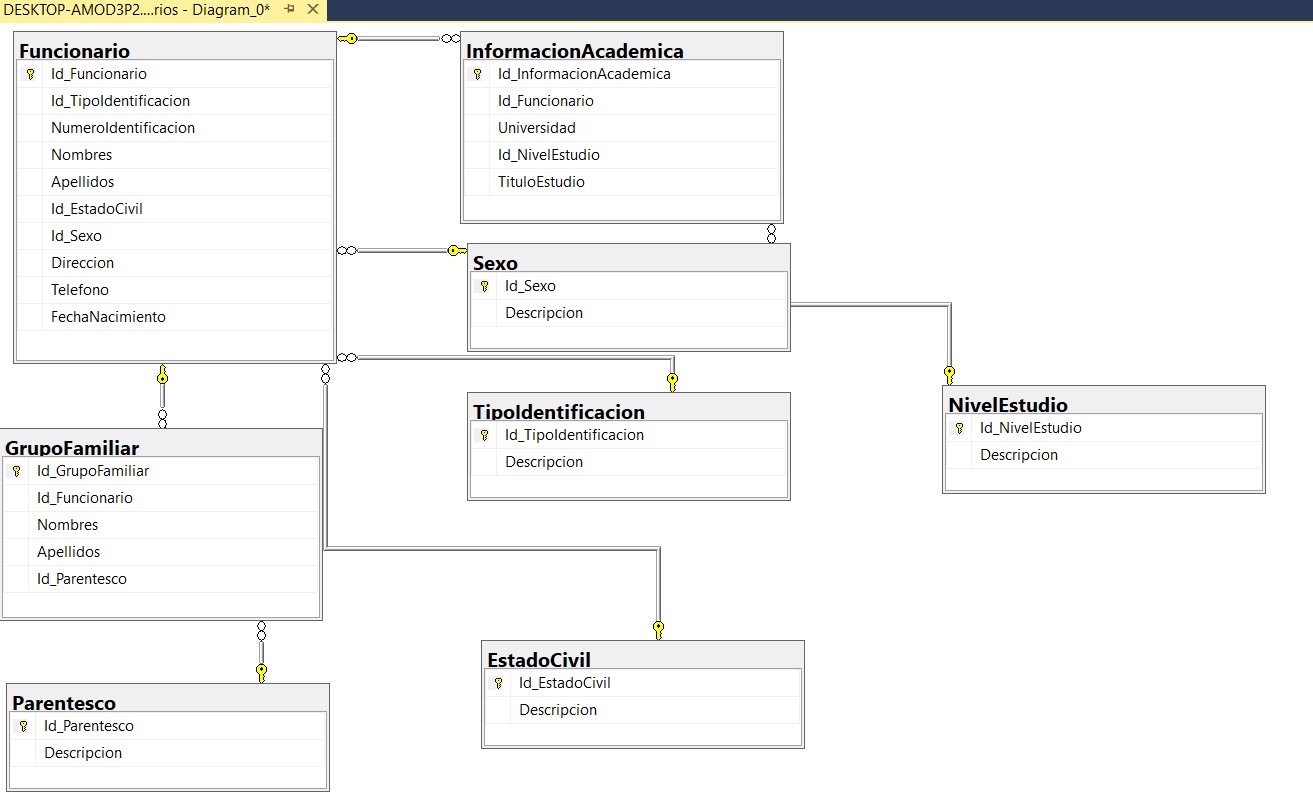 DESKTOP-AMOD3P2....rios - Diagram_0*
Funcionario
Id_Funcionario
Id_TipoIdentificacion
NumeroIdentificacion
Nombres
Apellidos
Id_EstadoCivil
Id_Sexo
Direccion
Telefono
FechaNacimiento
InformacionAcademica
Id_InformacionAcademica
Id_Funcionario
Universidad
Id_NivelEstudio
TituloEstudio
Sexo
Id_Sexo
Descripcion
TipoIdentificacion
Id_TipoIdentificacion
Descripcion
NivelEstudio
Id_NivelEstudio
Descripcion
GrupoFamiliar
Id_GrupoFamiliar
Id_Funcionario
Nombres
Apellidos
Id_Parentesco
EstadoCivil
Id_EstadoCivil
Descripcion
Parentesco
Id_Parentesco
Descripcion